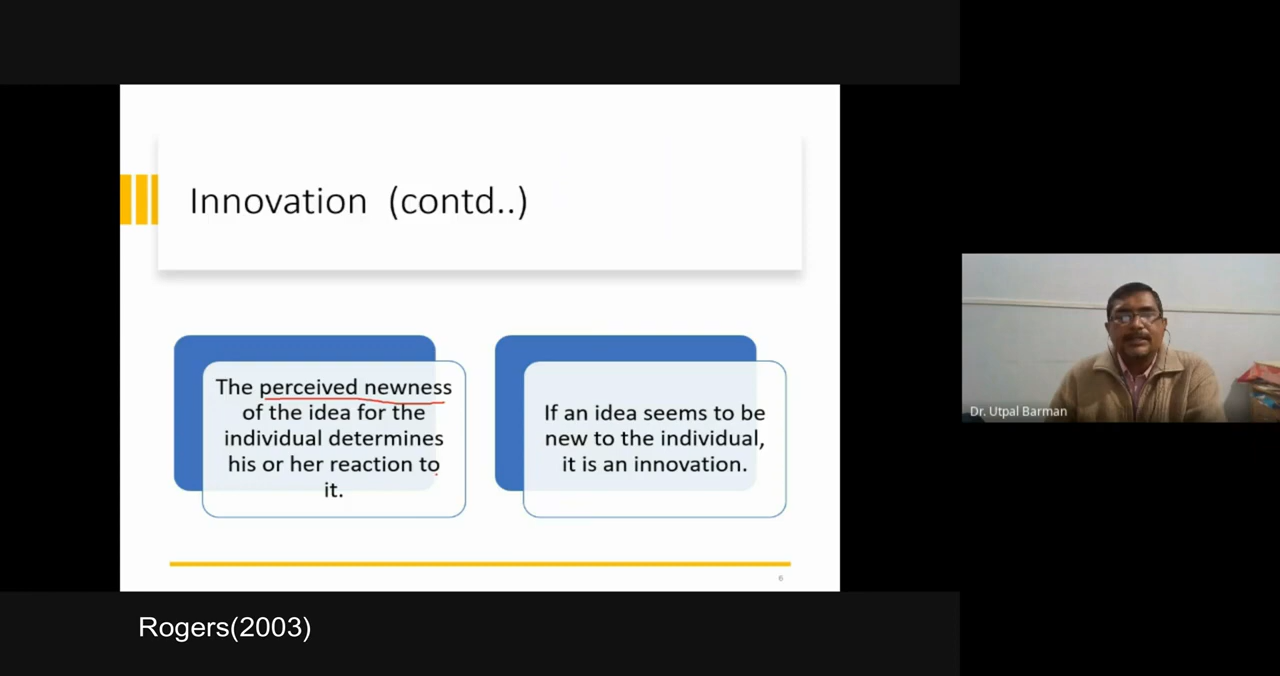 Innovation (contd..)
The perceived newness
of the idea for the
individual determines
his or her reaction to
it.
If an idea seems to be
new to the individual,
it is an innovation.
6
Rogers(2003)
Dr. Utpal Barman